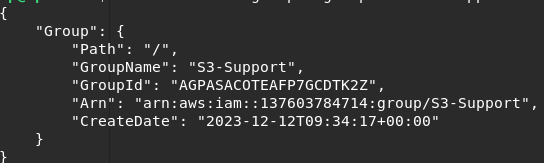 {
    "Group": {
        "Path": "/",
        "GroupName": "S3-Support",
        "GroupId": "AGPASACOTEAFP7GCDTK2Z",
        "Arn": "arn:aws:iam::137603784714:group/S3-Support",
        "CreateDate": "2023-12-12T09:34:17+00:00"
    }
}